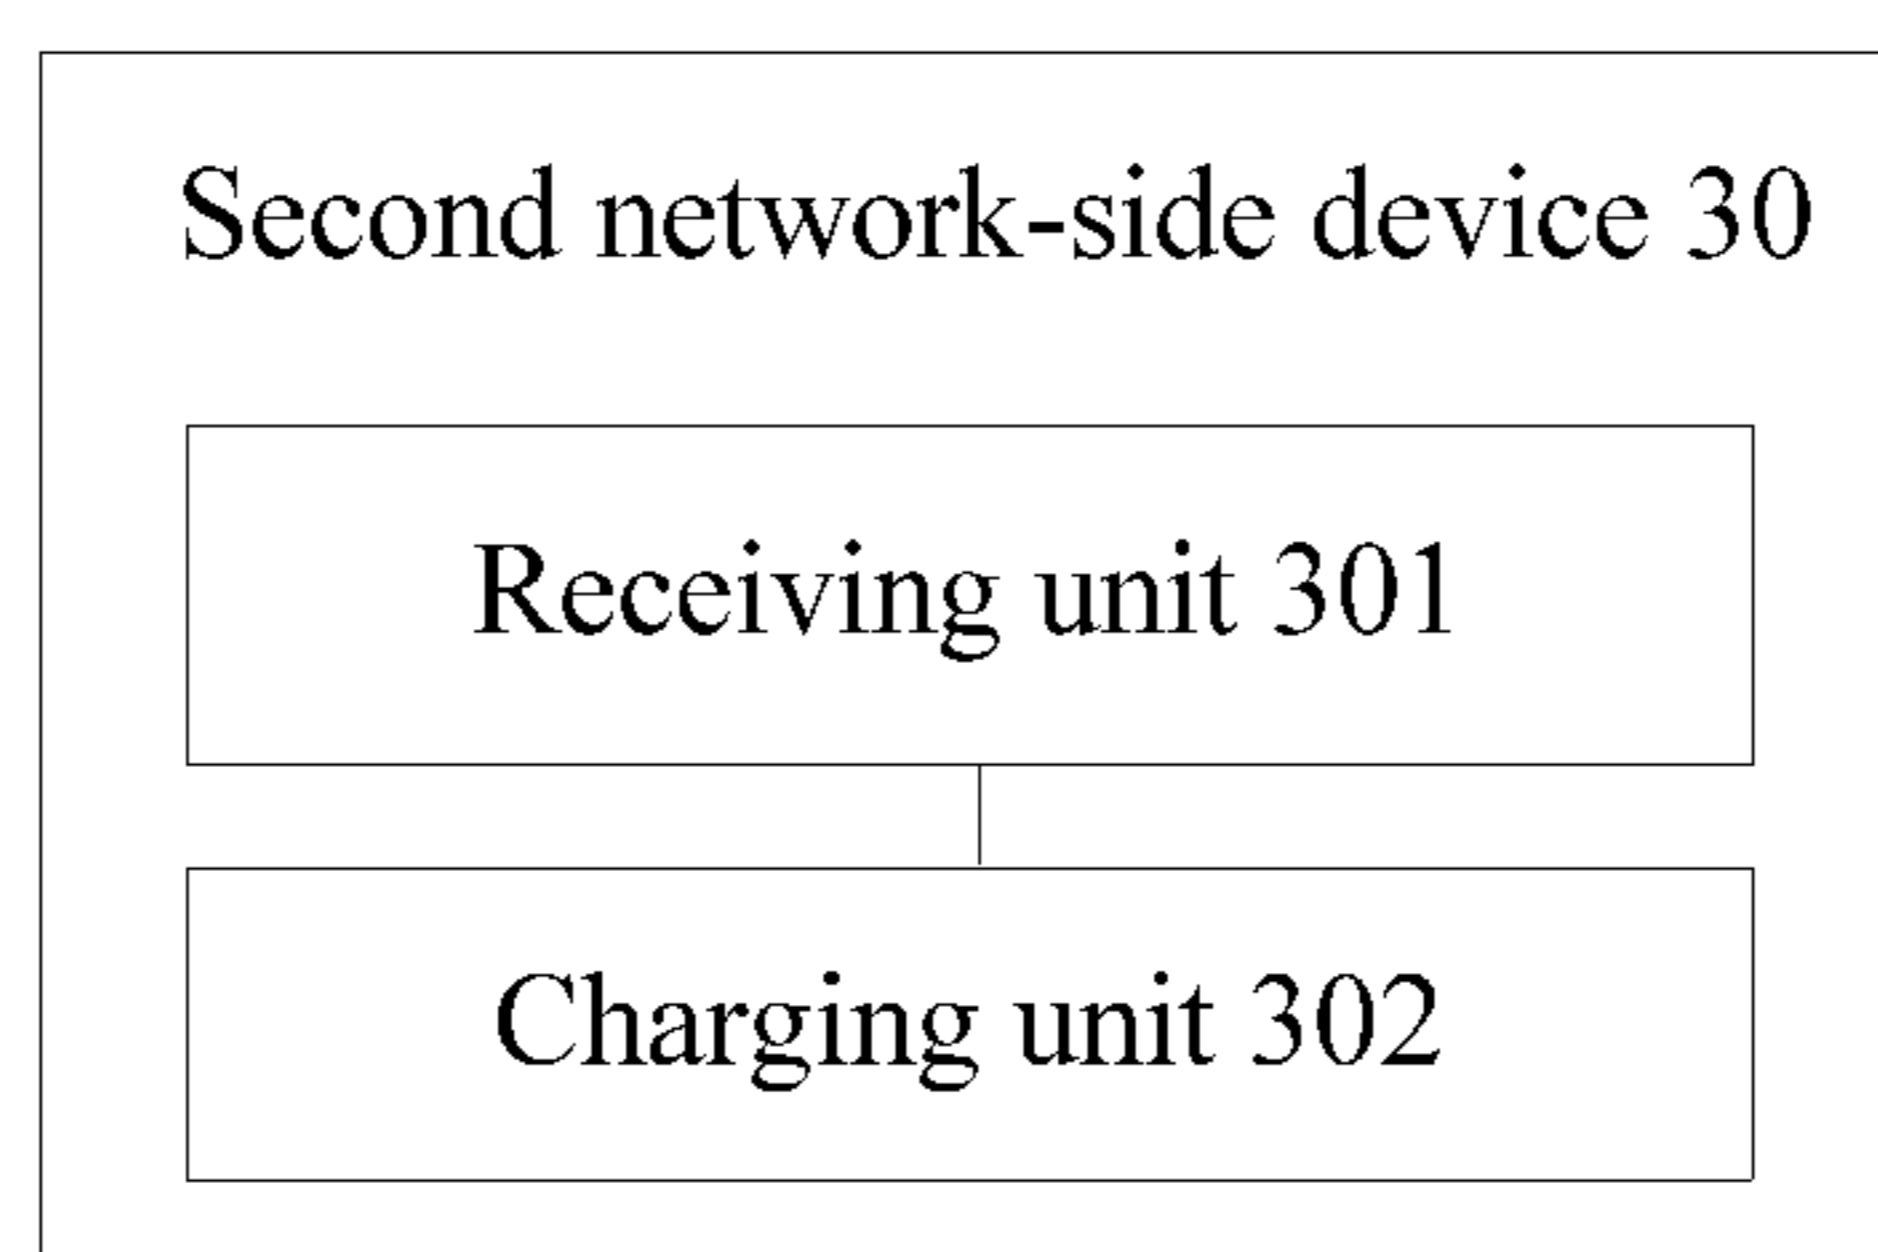 Second network-side device 30
Receiving unit 301
Charging unit 302